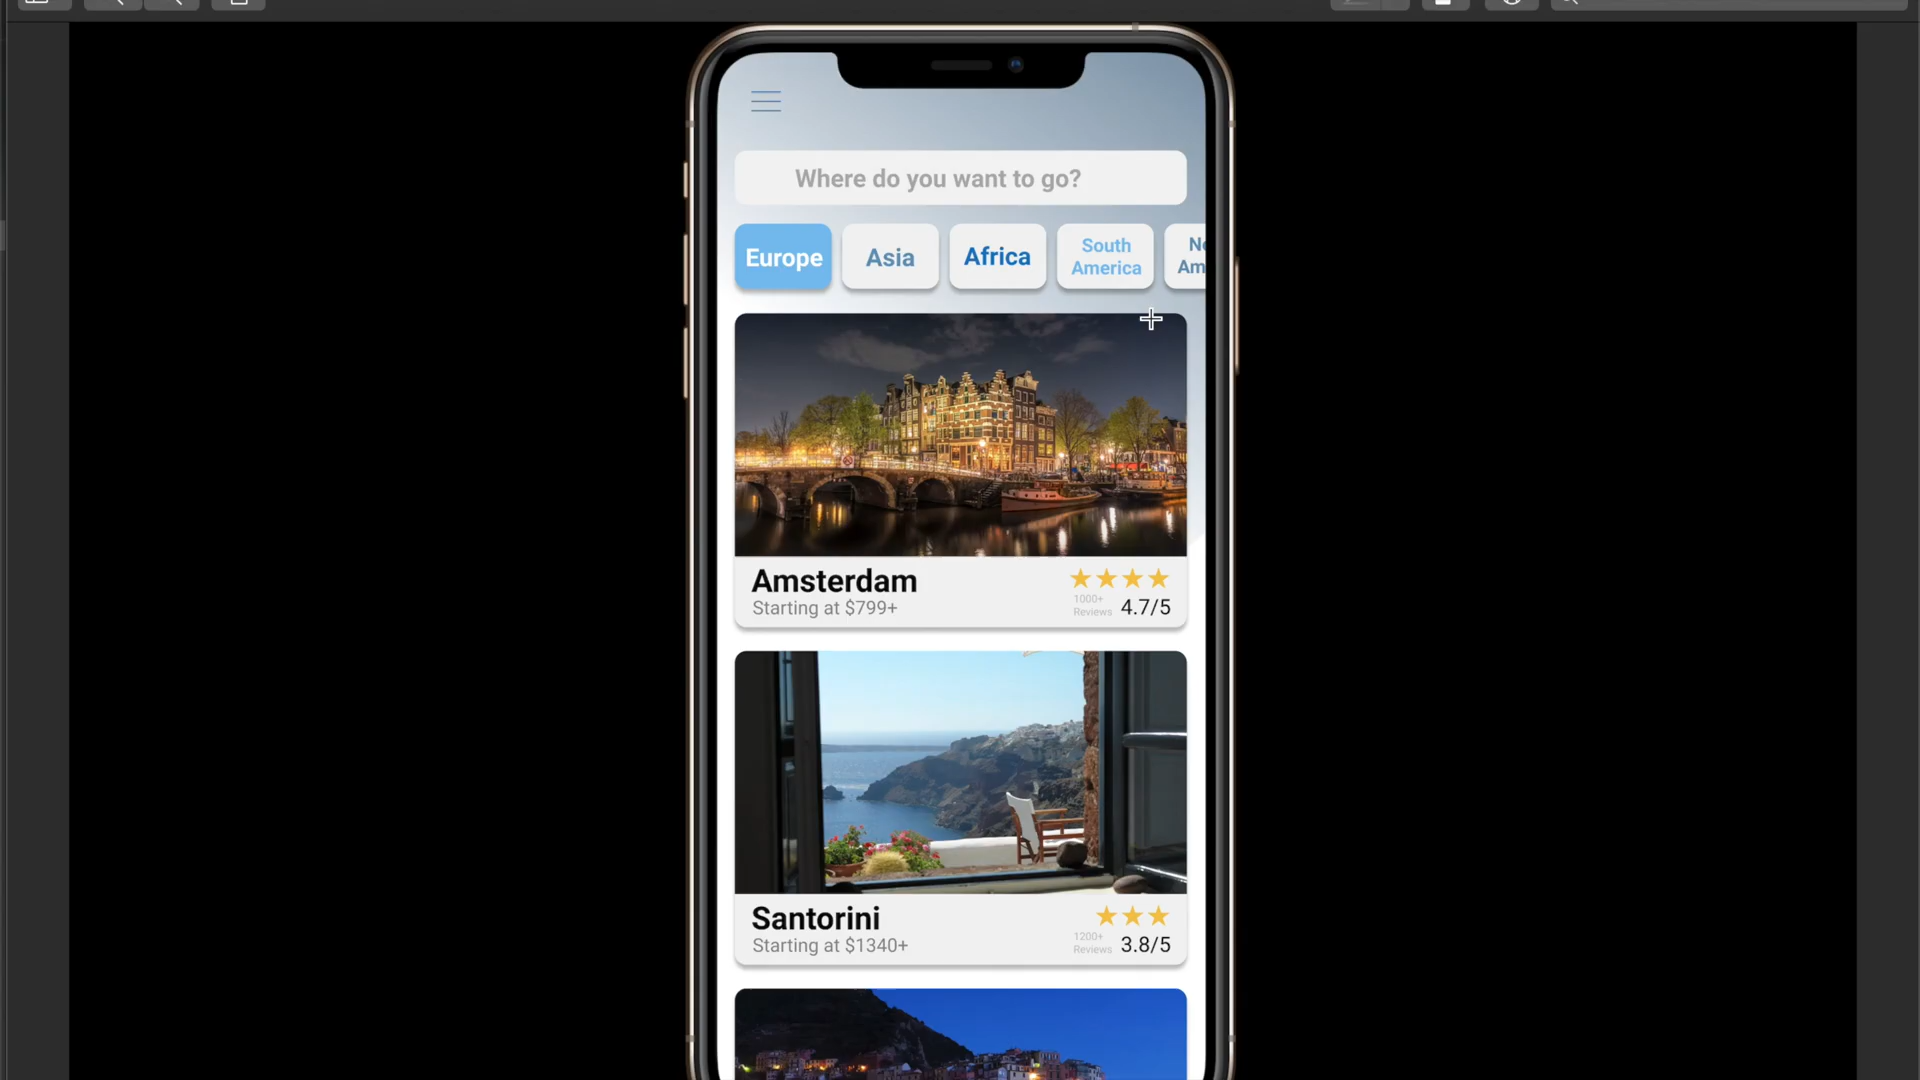 Where do you want to go?
Europe
Asia
Africa
South
America
Am
Amsterdam
Starting at $799+
1000+
Reviews
4.7/5
Santorini
Starting at $1340+
1200+
Reviews
3.8/5